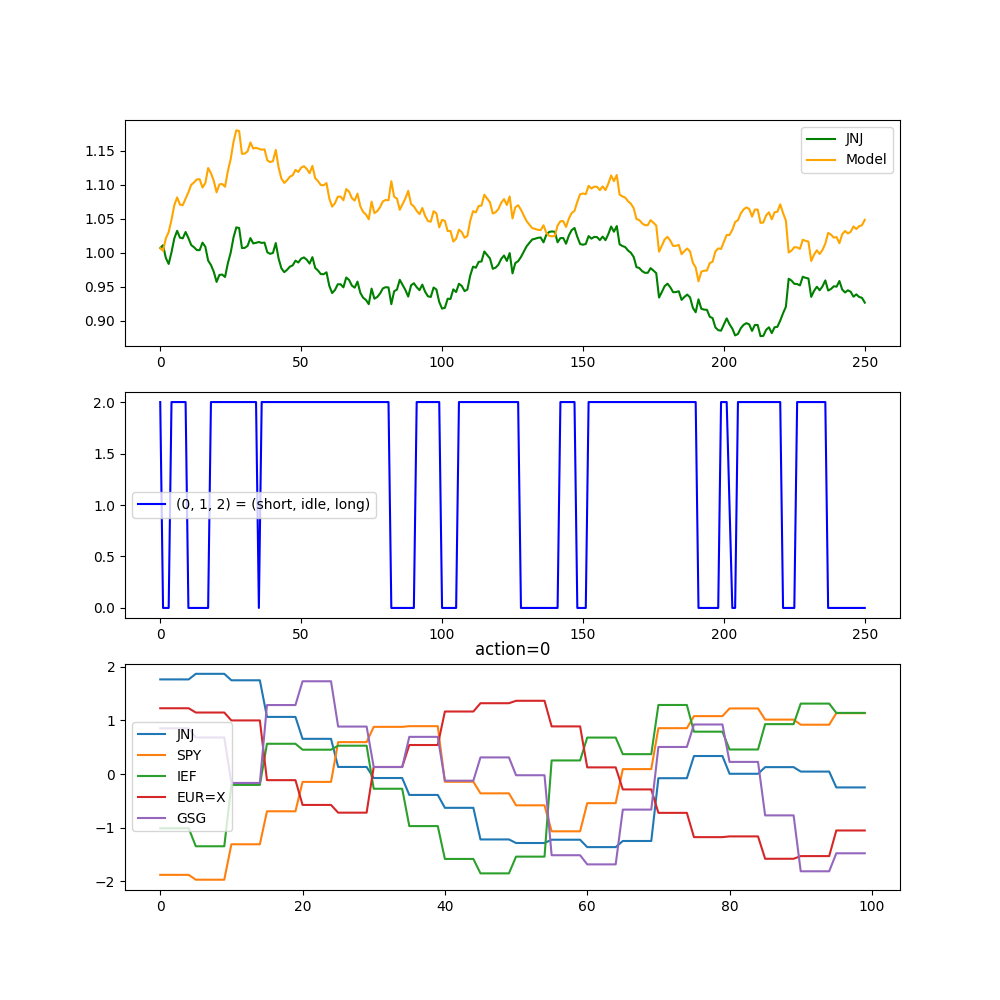 JNJ
Model
1.15
1.10
1.05
1.00
0.95
0.90
0 50 100 150 200 250
2.0
1.5
1.0
0.5
0.0
(0, 1, 2) = (short, idle, long)
0 50 100 150 200 250
action=0
2
1
0
−1
−2
JNJ
SPY
IEF
EUR=X
GSG
0 20 40 60 80 100